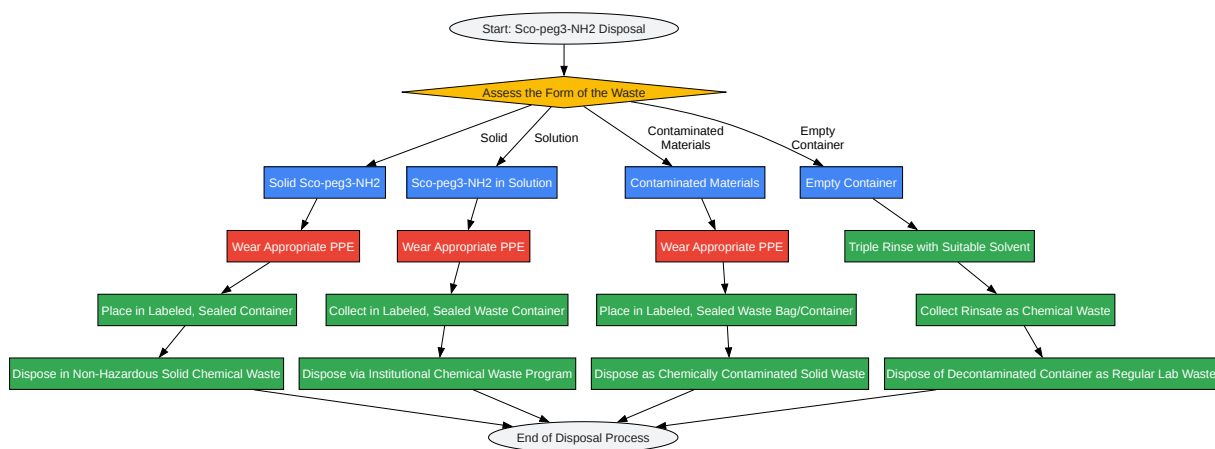 Start: Sco-peg3-NH2 Disposal
Assess the Form of the Waste
Solid
Solution
Contaminated
Materials
Empty
Container
Solid Sco-peg3-NH2
Sco-peg3-NH2 in Solution
Contaminated Materials
Empty Container
Wear Appropriate PPE
Wear Appropriate PPE
Wear Appropriate PPE
Triple Rinse with Suitable Solvent
Place in Labeled, Sealed Container
Collect in Labeled, Sealed Waste Container
Place in Labeled, Sealed Waste Bag/Container
Collect Rinsate as Chemical Waste
Dispose in Non-Hazardous Solid Chemical Waste
Dispose via Institutional Chemical Waste Program
Dispose as Chemically Contaminated Solid Waste
Dispose of Decontaminated Container as Regular Lab Waste
End of Disposal Process